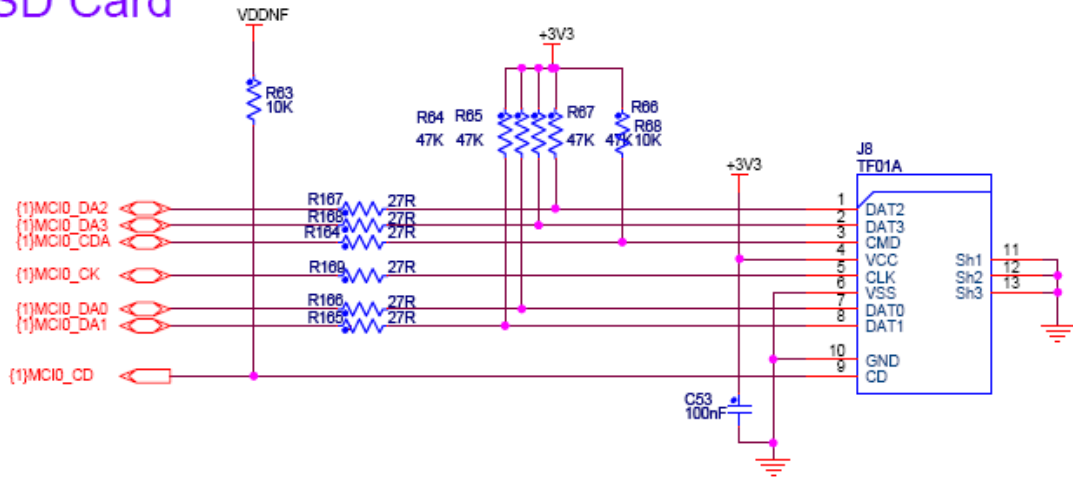 SD Card
VDDNF
+3V3
R63
10K
R64 R65 R67 R66
R68
47K 47K 47K 47K 10K
+3V3
J8
TF01A
{1}MCI0_DA2 R167 27R 1 DAT2
{1}MCI0_DA3 R168 27R 2 DAT3
{1}MCI0_CDA R164 27R 3 CMD
4 VCC Sh1 11
{1}MCI0_CK R169 27R 5 CLK Sh2 12
6 VSS Sh3 13
{1}MCI0_DA0 R166 27R 7 DAT0
{1}MCI0_DA1 R165 27R 8 DAT1
10 GND
{1}MCI0_CD 9 CD
C53
100nF